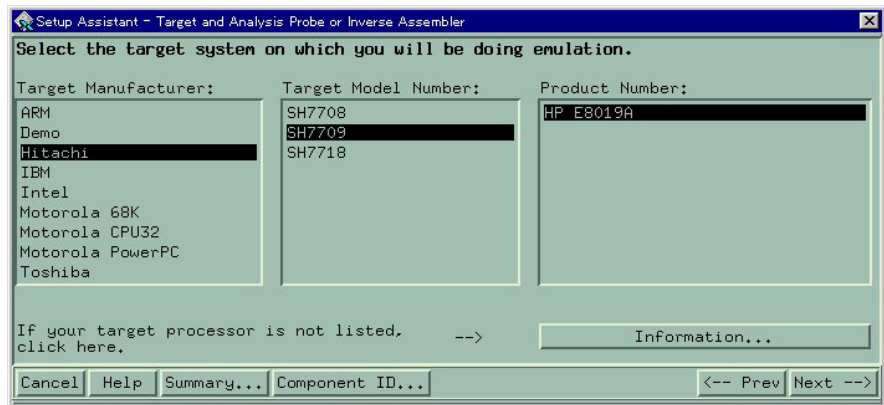 Setup Assistant - Target and Analysis Probe or Inverse Assembler
Select the target system on which you will be doing emulation.
Target Manufacturer:
ARM
Demo
Hitachi
IBM
Intel
Motorola 68K
Motorola CPU32
Motorola PowerPC
Toshiba
Target Model Number:
SH7708
SH7709
SH7718
Product Number:
HP E8019A
If your target processor is not listed,
click here.
-->
Information...
Cancel
Help
Summary...
Component ID...
<-- Prev
Next -->